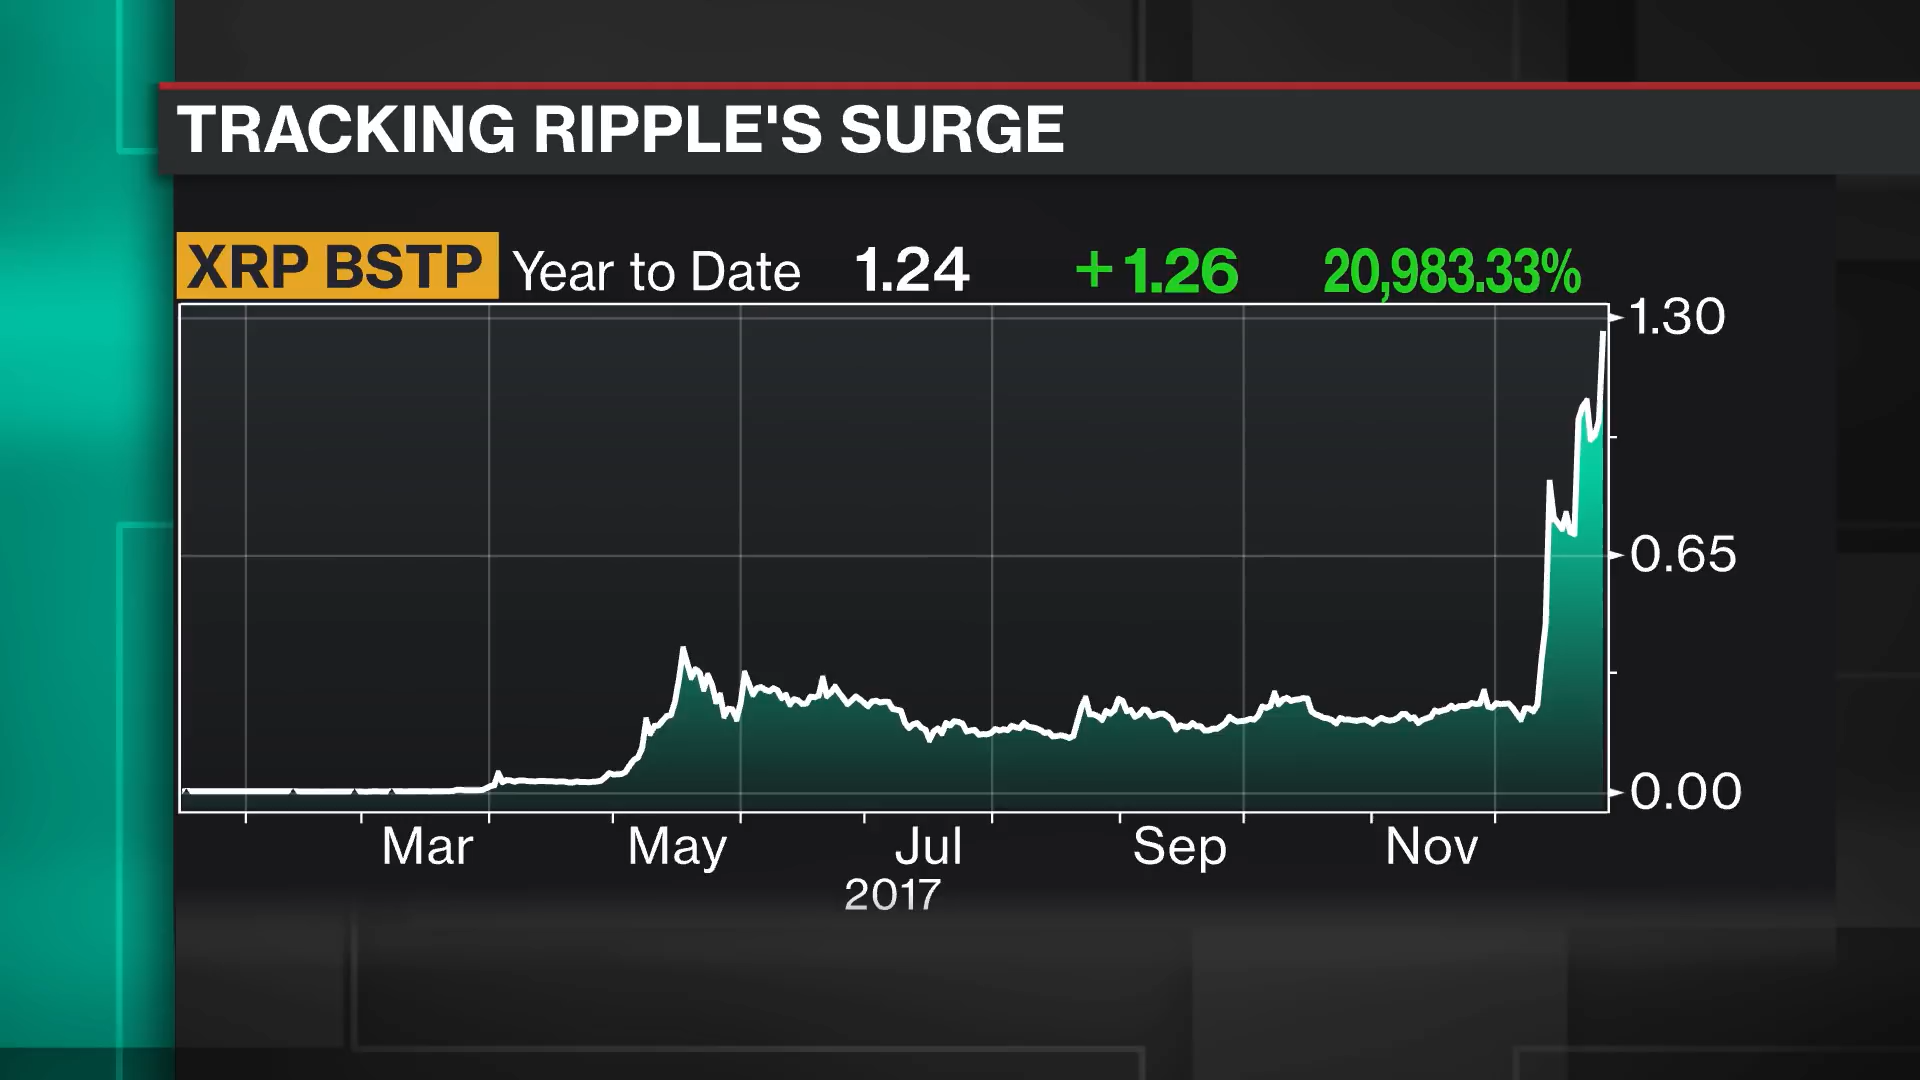 TRACKING RIPPLE'S SURGE
XRP BSTP Year to Date 1.24 +1.26 20,983.33%
1.30
0.65
0.00
Mar May Jul Sep Nov
2017